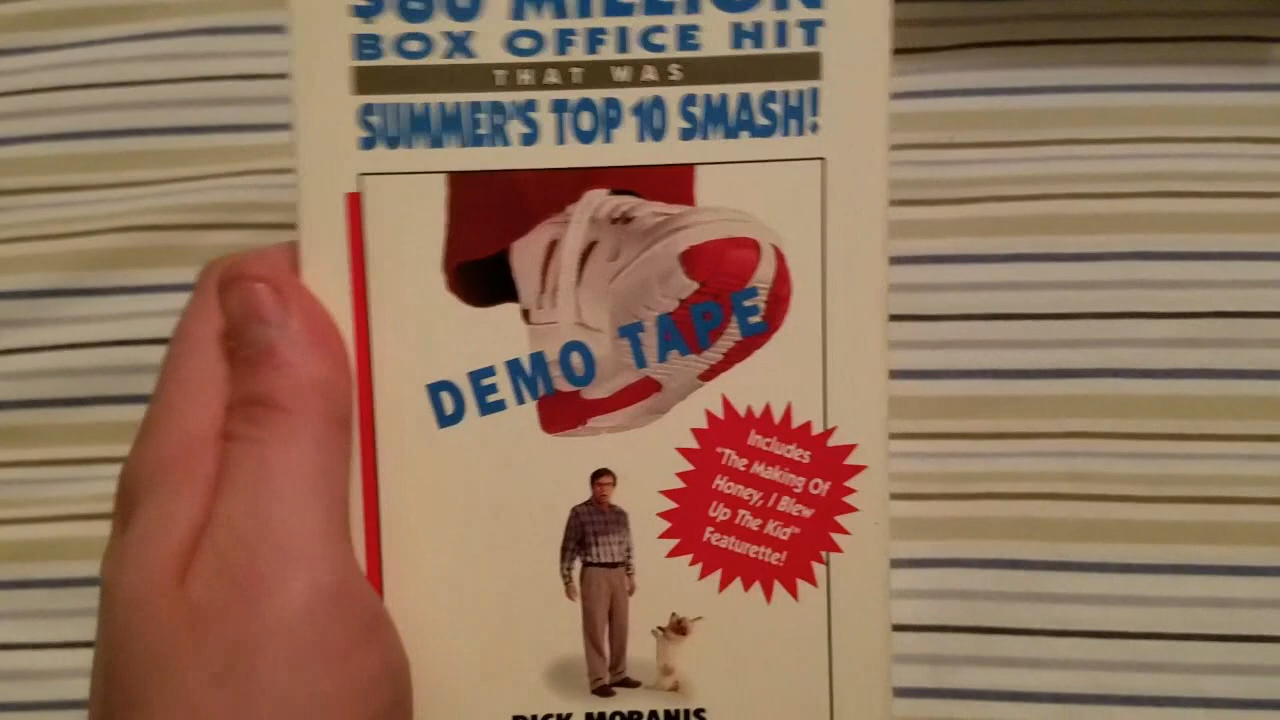 $60 MILLION
BOX OFFICE HIT
THAT WAS
SUMMER'S TOP 10 SMASH!
DEMO TAPE
Includes
"The Making Of
Honey, I Blew
Up The Kid"
Featurette!
RICK MORANIS